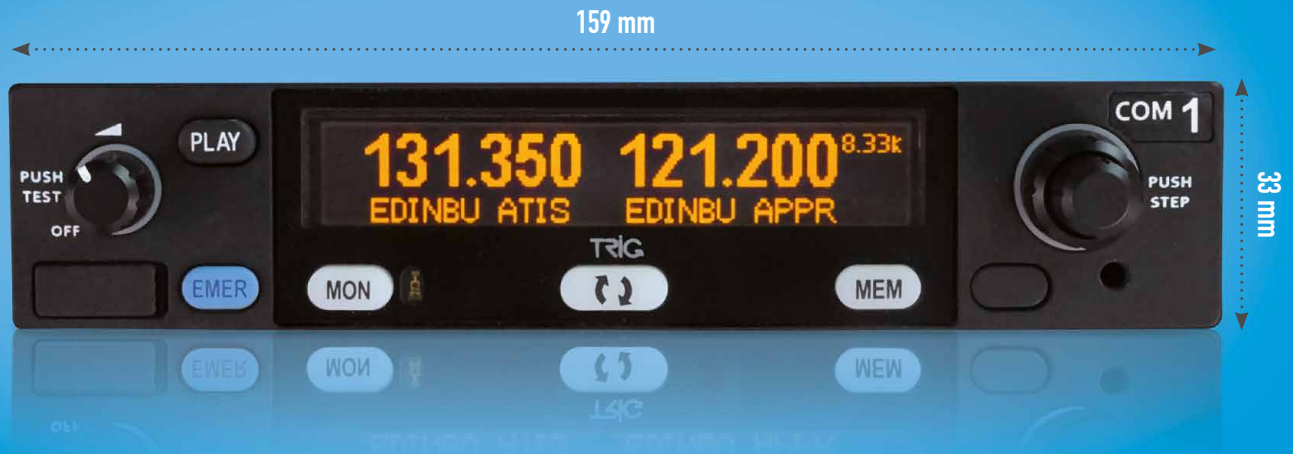 159 mm
PLAY
COM 1
131.350 121.200 8.33k
PUSH
TEST
PUSH
STEP
33 mm
EDINBU ATIS EDINBU APPR
OFF
TRIG
EMER
MON
MEM